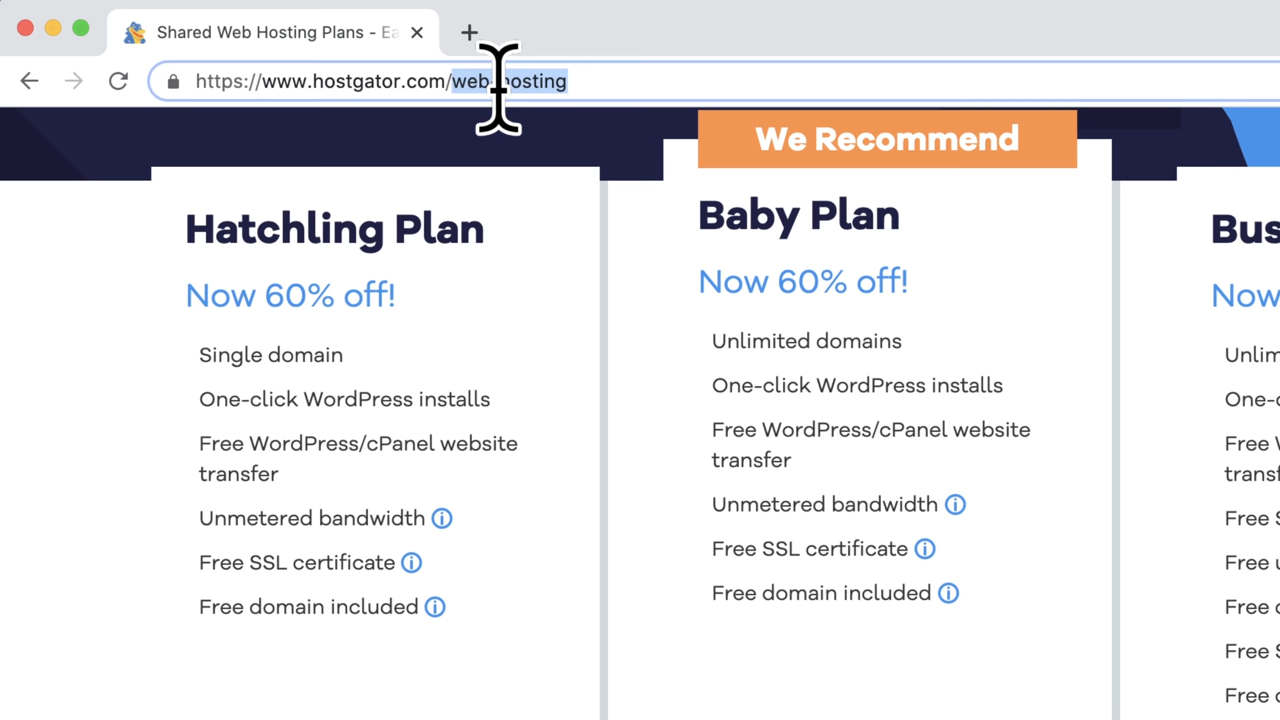 Shared Web Hosting Plans - Ea
https://www.hostgator.com/web-hosting
We Recommend
Hatchling Plan
Now 60% off!
Single domain
One-click WordPress installs
Free WordPress/cPanel website
transfer
Unmetered bandwidth
Free SSL certificate
Free domain included
Baby Plan
Now 60% off!
Unlimited domains
One-click WordPress installs
Free WordPress/cPanel website
transfer
Unmetered bandwidth
Free SSL certificate
Free domain included
Bus
Now
Unlim
One-c
Free W
transf
Free S
Free u
Free d
Free S
Free d